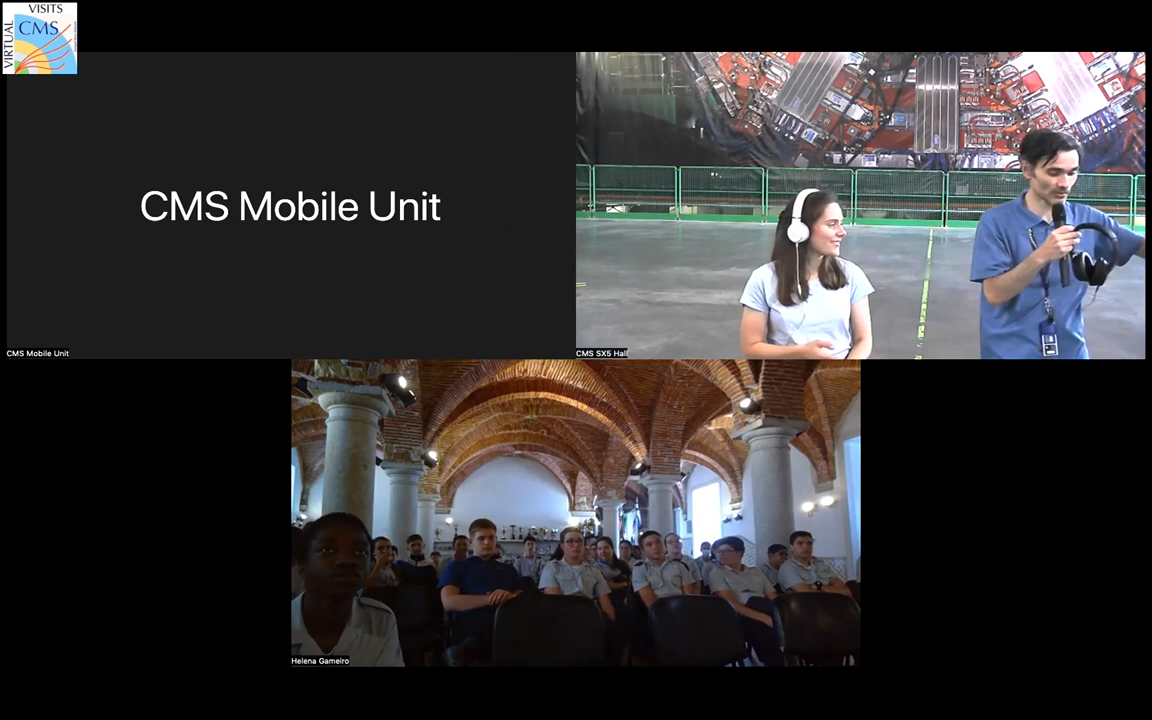 VISITS
CMS
VIRTUAL
CMS Mobile Unit
CMS Mobile Unit
CMS SX5 Hall
Helena Gameiro